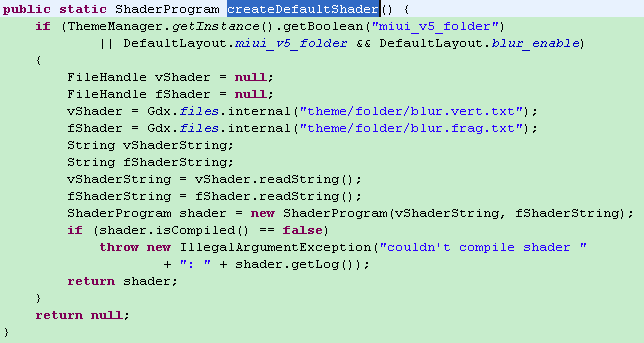 public static ShaderProgram createDefaultShader() {
    if (ThemeManager.getInstance().getBoolean("miui_v5_folder")
            || DefaultLayout.miui_v5_folder && DefaultLayout.blur_enable)
    {
        FileHandle vShader = null;
        FileHandle fShader = null;
        vShader = Gdx.files.internal("theme/folder/blur.vert.txt");
        fShader = Gdx.files.internal("theme/folder/blur.frag.txt");
        String vShaderString;
        String fShaderString;
        vShaderString = vShader.readString();
        fShaderString = fShader.readString();
        ShaderProgram shader = new ShaderProgram(vShaderString, fShaderString);
        if (shader.isCompiled() == false)
            throw new IllegalArgumentException("couldn't compile shader "
                    + ": " + shader.getLog());
        return shader;
    }
    return null;
}